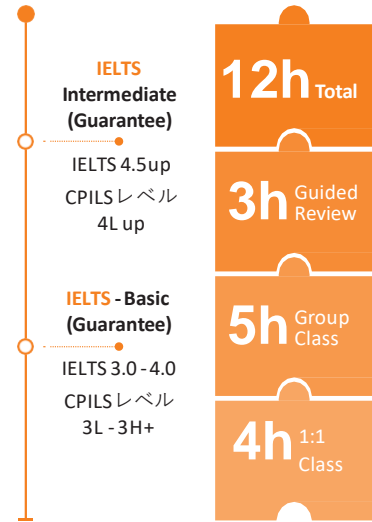 IELTS
Intermediate
(Guarantee)
IELTS 4.5up
CPILSレベル
4L up
IELTS - Basic
(Guarantee)
IELTS 3.0 - 4.0
CPILSレベル
3L - 3H+
12h Total
3h Guided
Review
5h Group
Class
4h 1:1
Class